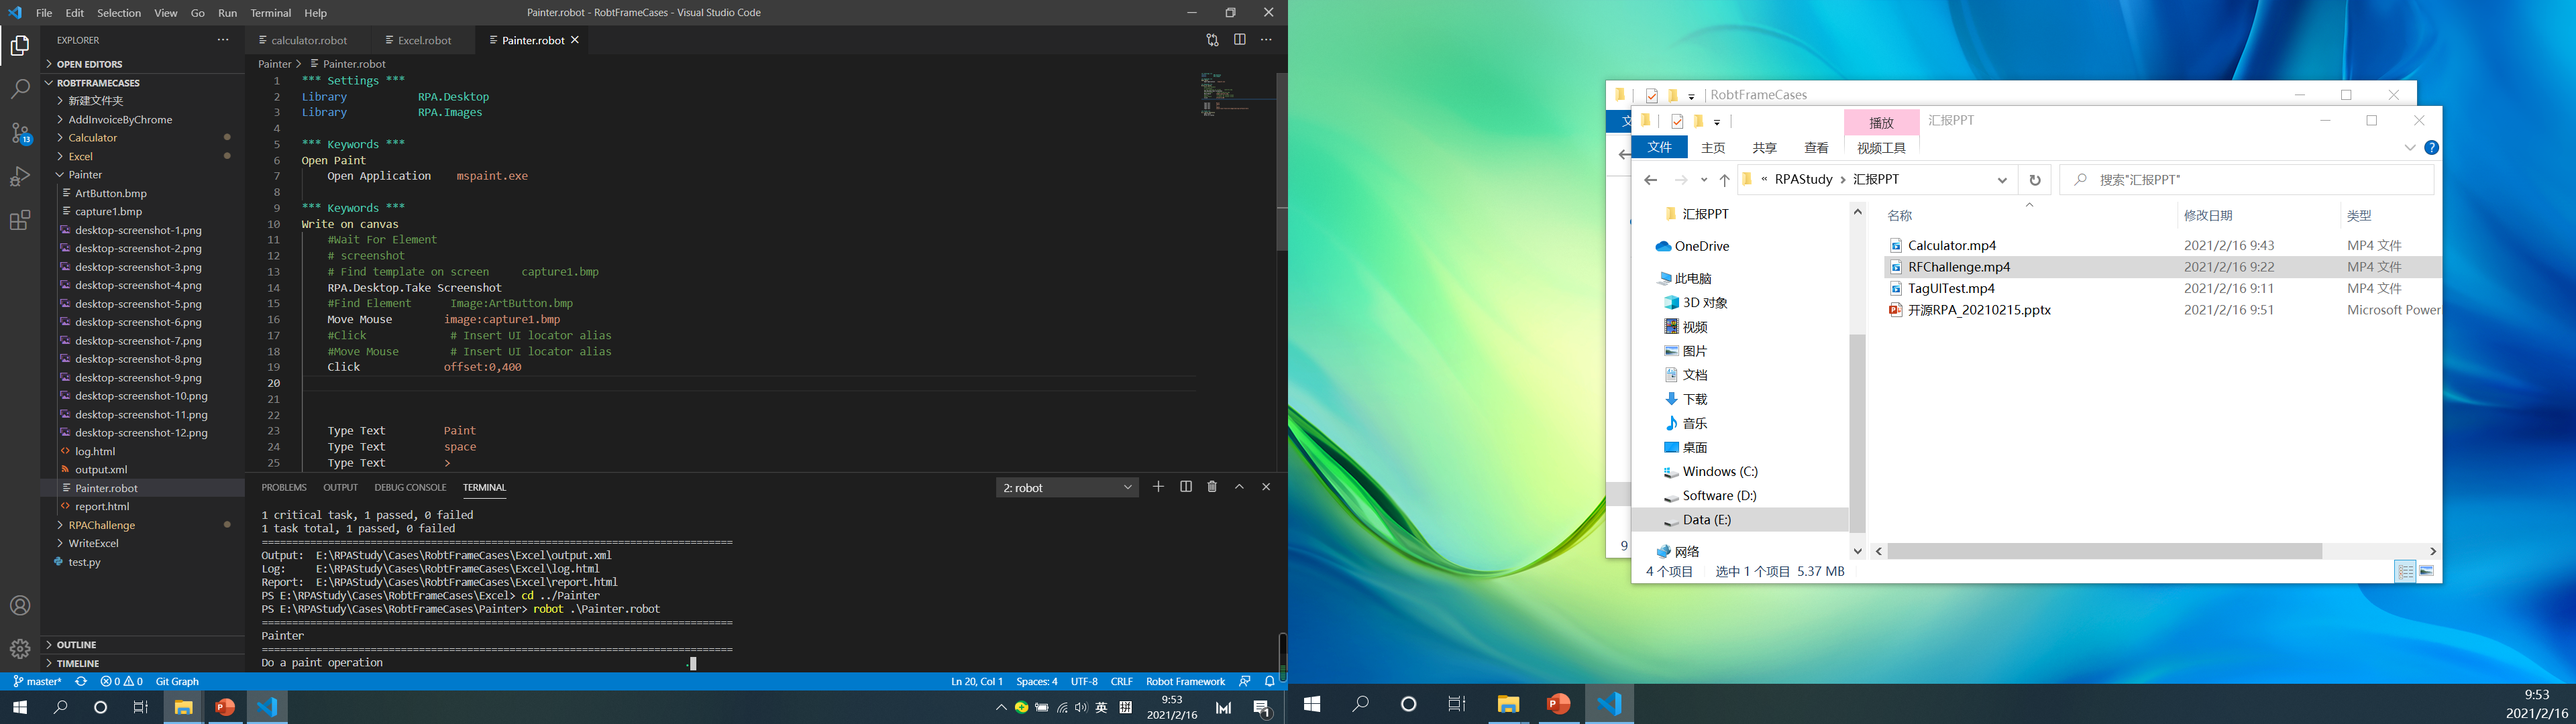 File Edit Selection View Go Run Terminal Help
Painter.robot - RobtFrameCases - Visual Studio Code
EXPLORER
OPEN EDITORS
ROBTFRAMECASES
新建文件夹
AddInvoiceByChrome
Calculator
Excel
Painter
ArtButton.bmp
capture1.bmp
desktop-screenshot-1.png
desktop-screenshot-2.png
desktop-screenshot-3.png
desktop-screenshot-4.png
desktop-screenshot-5.png
desktop-screenshot-6.png
desktop-screenshot-7.png
desktop-screenshot-8.png
desktop-screenshot-9.png
desktop-screenshot-10.png
desktop-screenshot-11.png
desktop-screenshot-12.png
log.html
output.xml
Painter.robot
report.html
RPAChallenge
WriteExcel
test.py
OUTLINE
TIMELINE
13
calculator.robot Excel.robot Painter.robot
Painter > Painter.robot
1 *** Settings ***
2 Library RPA.Desktop
3 Library RPA.Images
4
5 *** Keywords ***
6 Open Paint
7 Open Application mspaint.exe
8
9 *** Keywords ***
10 Write on canvas
11 #Wait For Element
12 # screenshot
13 # Find template on screen capture1.bmp
14 RPA.Desktop.Take Screenshot
15 #Find Element Image:ArtButton.bmp
16 Move Mouse image:capture1.bmp
17 #Click # Insert UI locator alias
18 #Move Mouse # Insert UI locator alias
19 Click offset:0,400
20
21
22
23 Type Text Paint
24 Type Text space
25 Type Text >
PROBLEMS OUTPUT DEBUG CONSOLE TERMINAL
2: robot
1 critical task, 1 passed, 0 failed
1 task total, 1 passed, 0 failed
==============================================================================
Output: E:\RPAStudy\Cases\RobtFrameCases\Excel\output.xml
Log: E:\RPAStudy\Cases\RobtFrameCases\Excel\log.html
Report: E:\RPAStudy\Cases\RobtFrameCases\Excel\report.html
PS E:\RPAStudy\Cases\RobtFrameCases\Excel> cd ../Painter
PS E:\RPAStudy\Cases\RobtFrameCases\Painter> robot .\Painter.robot
==============================================================================
Painter
==============================================================================
Do a paint operation .
master* 0 0 Git Graph
Ln 20, Col 1 Spaces: 4 UTF-8 CRLF Robot Framework
英 拼
9:53
2021/2/16
1
RobtFrameCases
文
9
播放 汇报PPT
文件 主页 共享 查看 视频工具
« RPAStudy > 汇报PPT
搜索"汇报PPT"
汇报PPT
OneDrive
此电脑
3D 对象
视频
图片
文档
下载
音乐
桌面
Windows (C:)
Software (D:)
Data (E:)
网络
名称 修改日期 类型
Calculator.mp4 2021/2/16 9:43 MP4 文件
RFChallenge.mp4 2021/2/16 9:22 MP4 文件
TagUITest.mp4 2021/2/16 9:11 MP4 文件
开源RPA_20210215.pptx 2021/2/16 9:51 Microsoft Power
4 个项目 选中 1 个项目 5.37 MB
9:53
2021/2/16